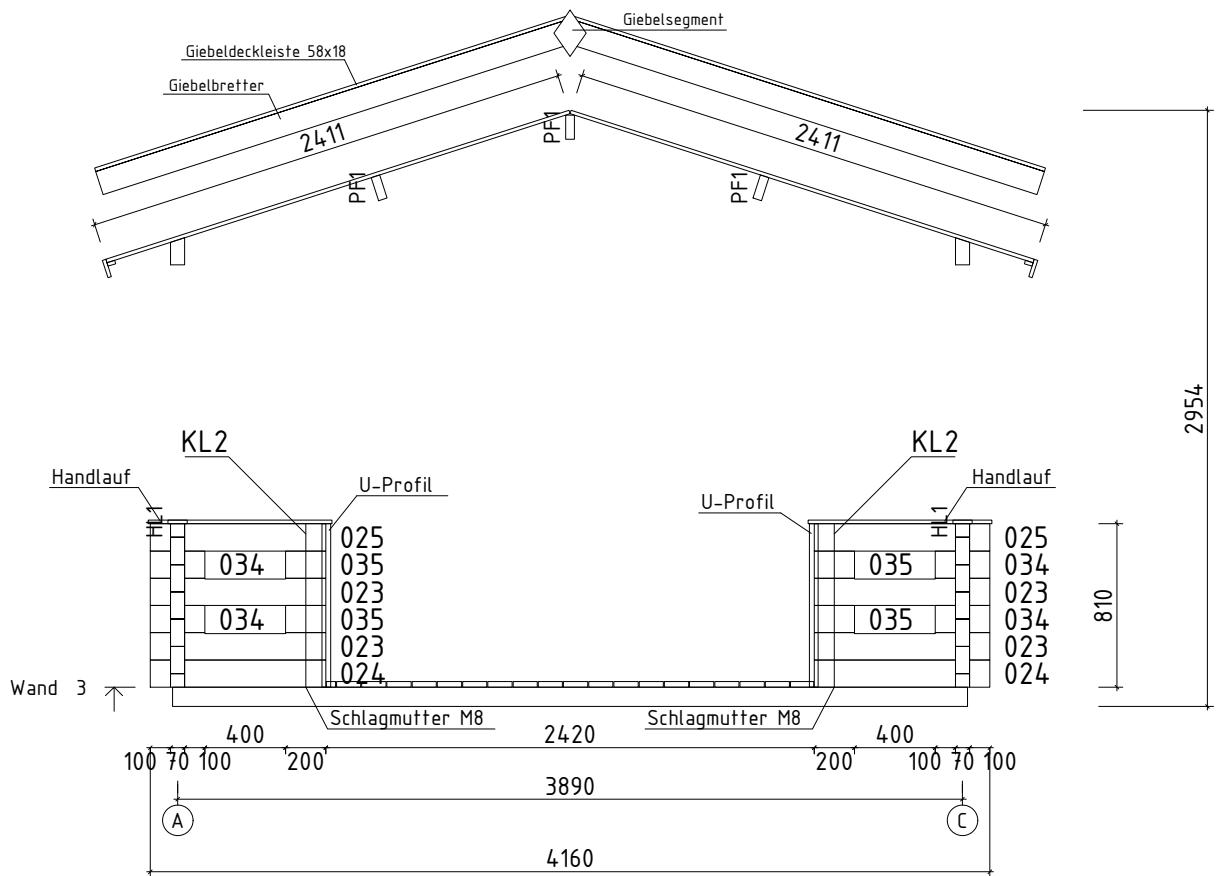 Giebelsegment
Giebeldeckleiste 58x18
Giebelbretter
2411
2411
PF1
PF1
PF1
2954
KL2
KL2
Handlauf
U-Profil
U-Profil
Handlauf
HL1
HL1
025
025
034
035
035
034
023
023
034
035
035
034
023
023
024
024
810
Wand 3
Schlagmutter M8
Schlagmutter M8
400
2420
400
100
70
100
200
200
100
70
100
3890
A
C
4160